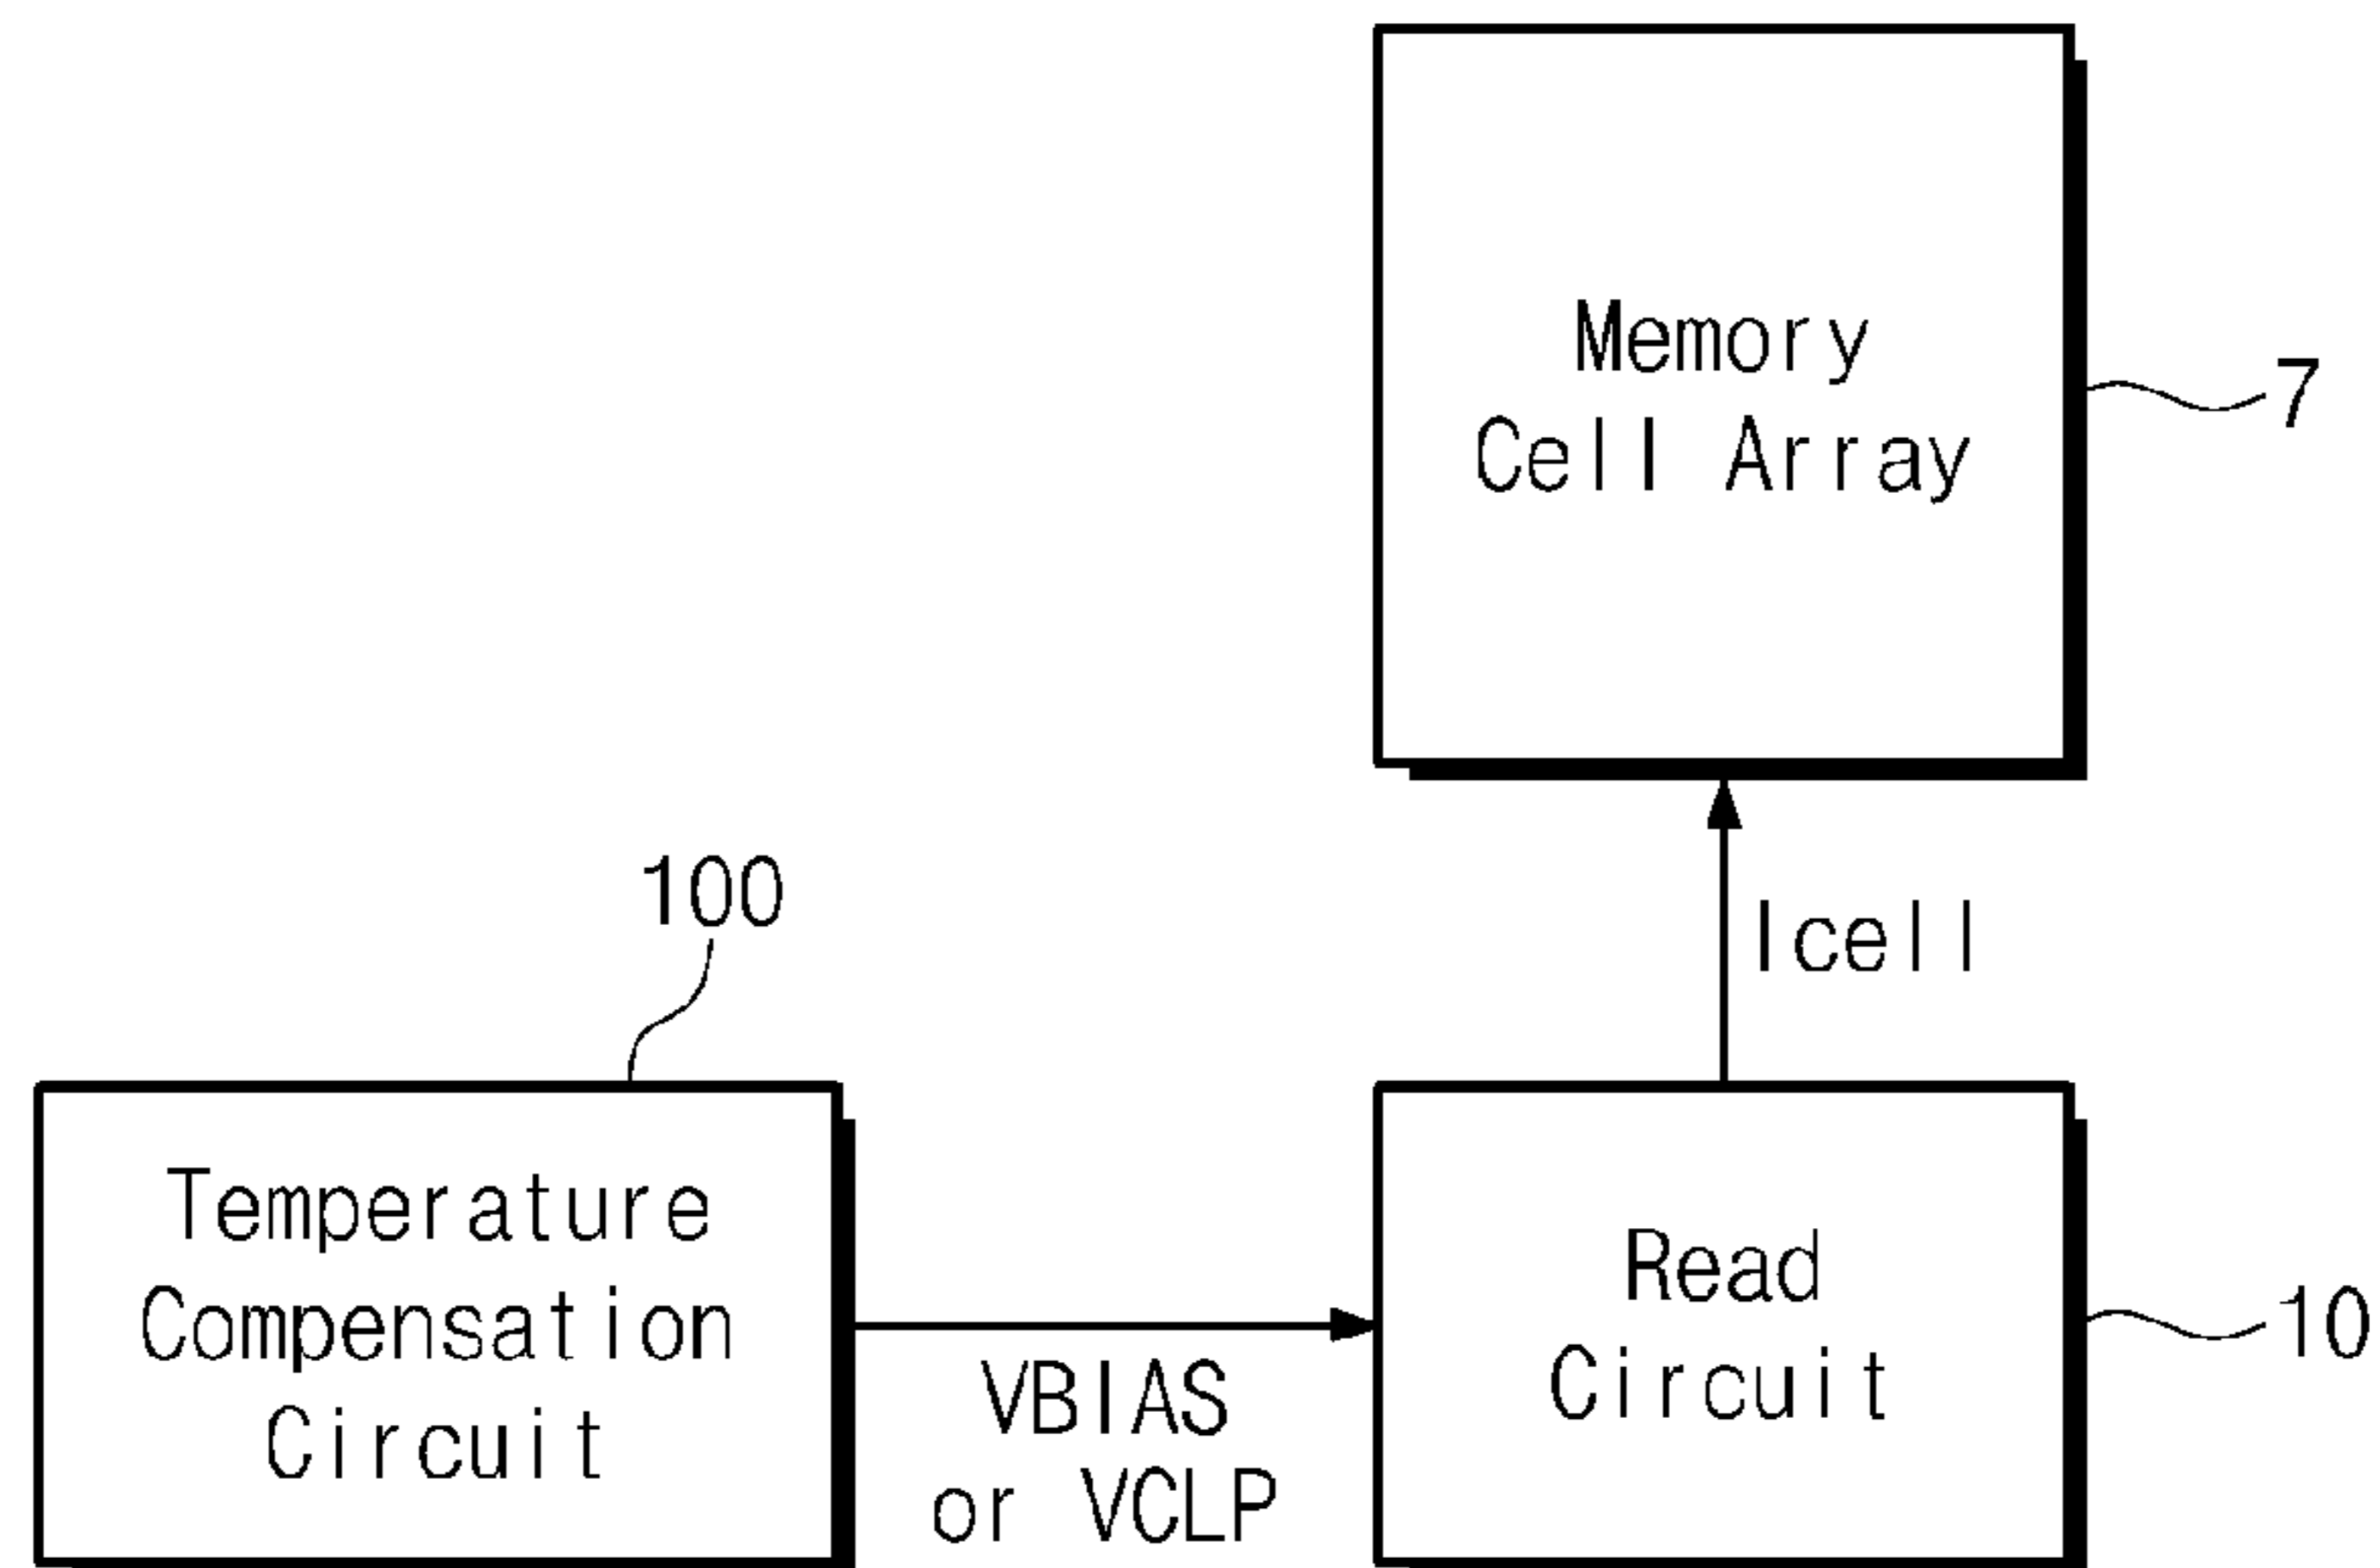 Memory
Cell Array
7
100
Icell
Temperature
Compensation
Circuit
VBIAS
or VCLP
Read
Circuit
10